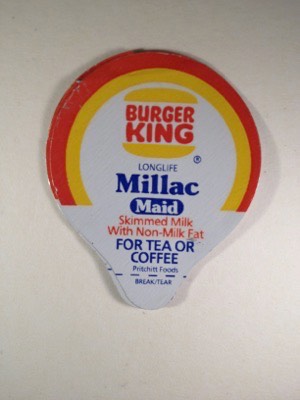 BURGER
KING
®
LONGLIFE
Millac
Maid
Skimmed Milk
With Non-Milk Fat
FOR TEA OR
COFFEE
Pritchitt Foods
BREAK/TEAR